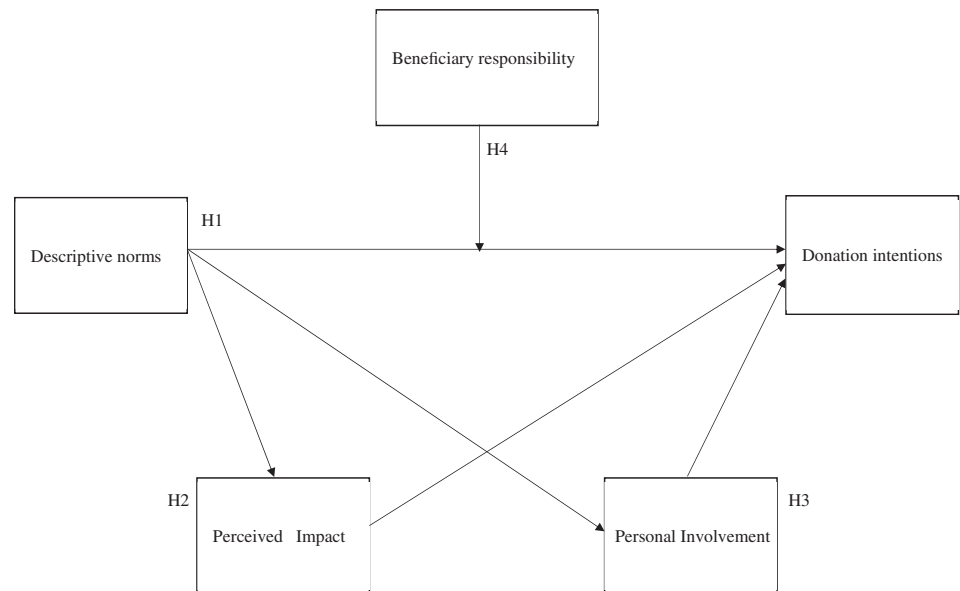 Beneficiary responsibility
H4
H1
Descriptive norms
Donation intentions
H2
Perceived Impact
Personal Involvement
H3